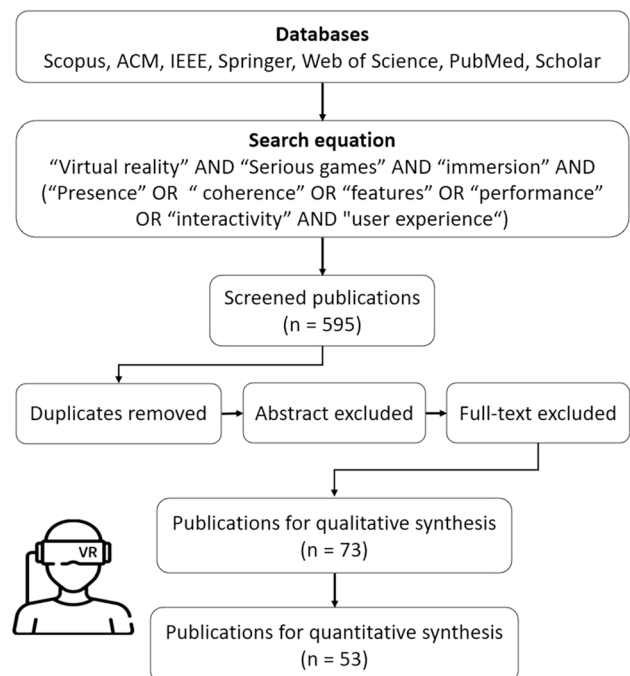 Databases
Scopus, ACM, IEEE, Springer, Web of Science, PubMed, Scholar
Search equation
“Virtual reality” AND “Serious games” AND “immersion” AND
(“Presence” OR “ coherence” OR “features” OR “performance”
OR “interactivity” AND "user experience“)
Screened publications
(n = 595)
Duplicates removed
Abstract excluded
Full-text excluded
Publications for qualitative synthesis
(n = 73)
VR
Publications for quantitative synthesis
(n = 53)